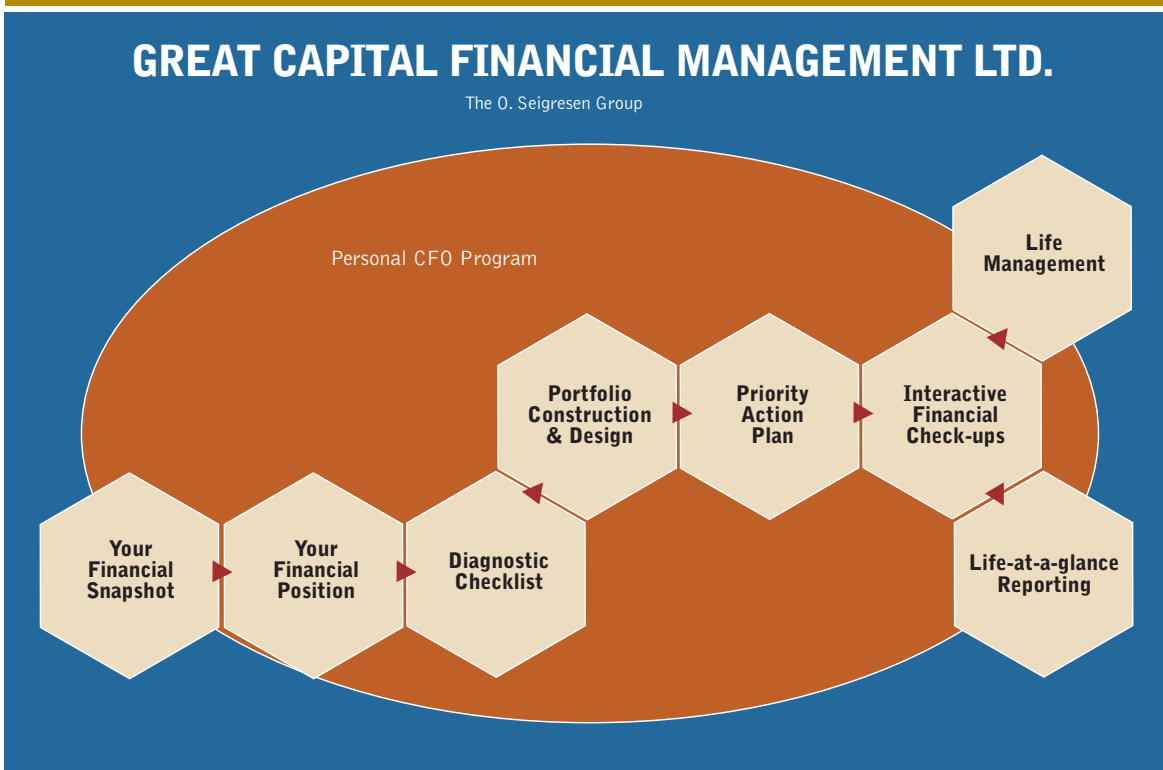 GREAT CAPITAL FINANCIAL MANAGEMENT LTD.
The O. Seigresen Group
Personal CFO Program
Life
Management
Portfolio
Construction
& Design
Priority
Action
Plan
Interactive
Financial
Check-ups
Your
Financial
Snapshot
Your
Financial
Position
Diagnostic
Checklist
Life-at-a-glance
Reporting